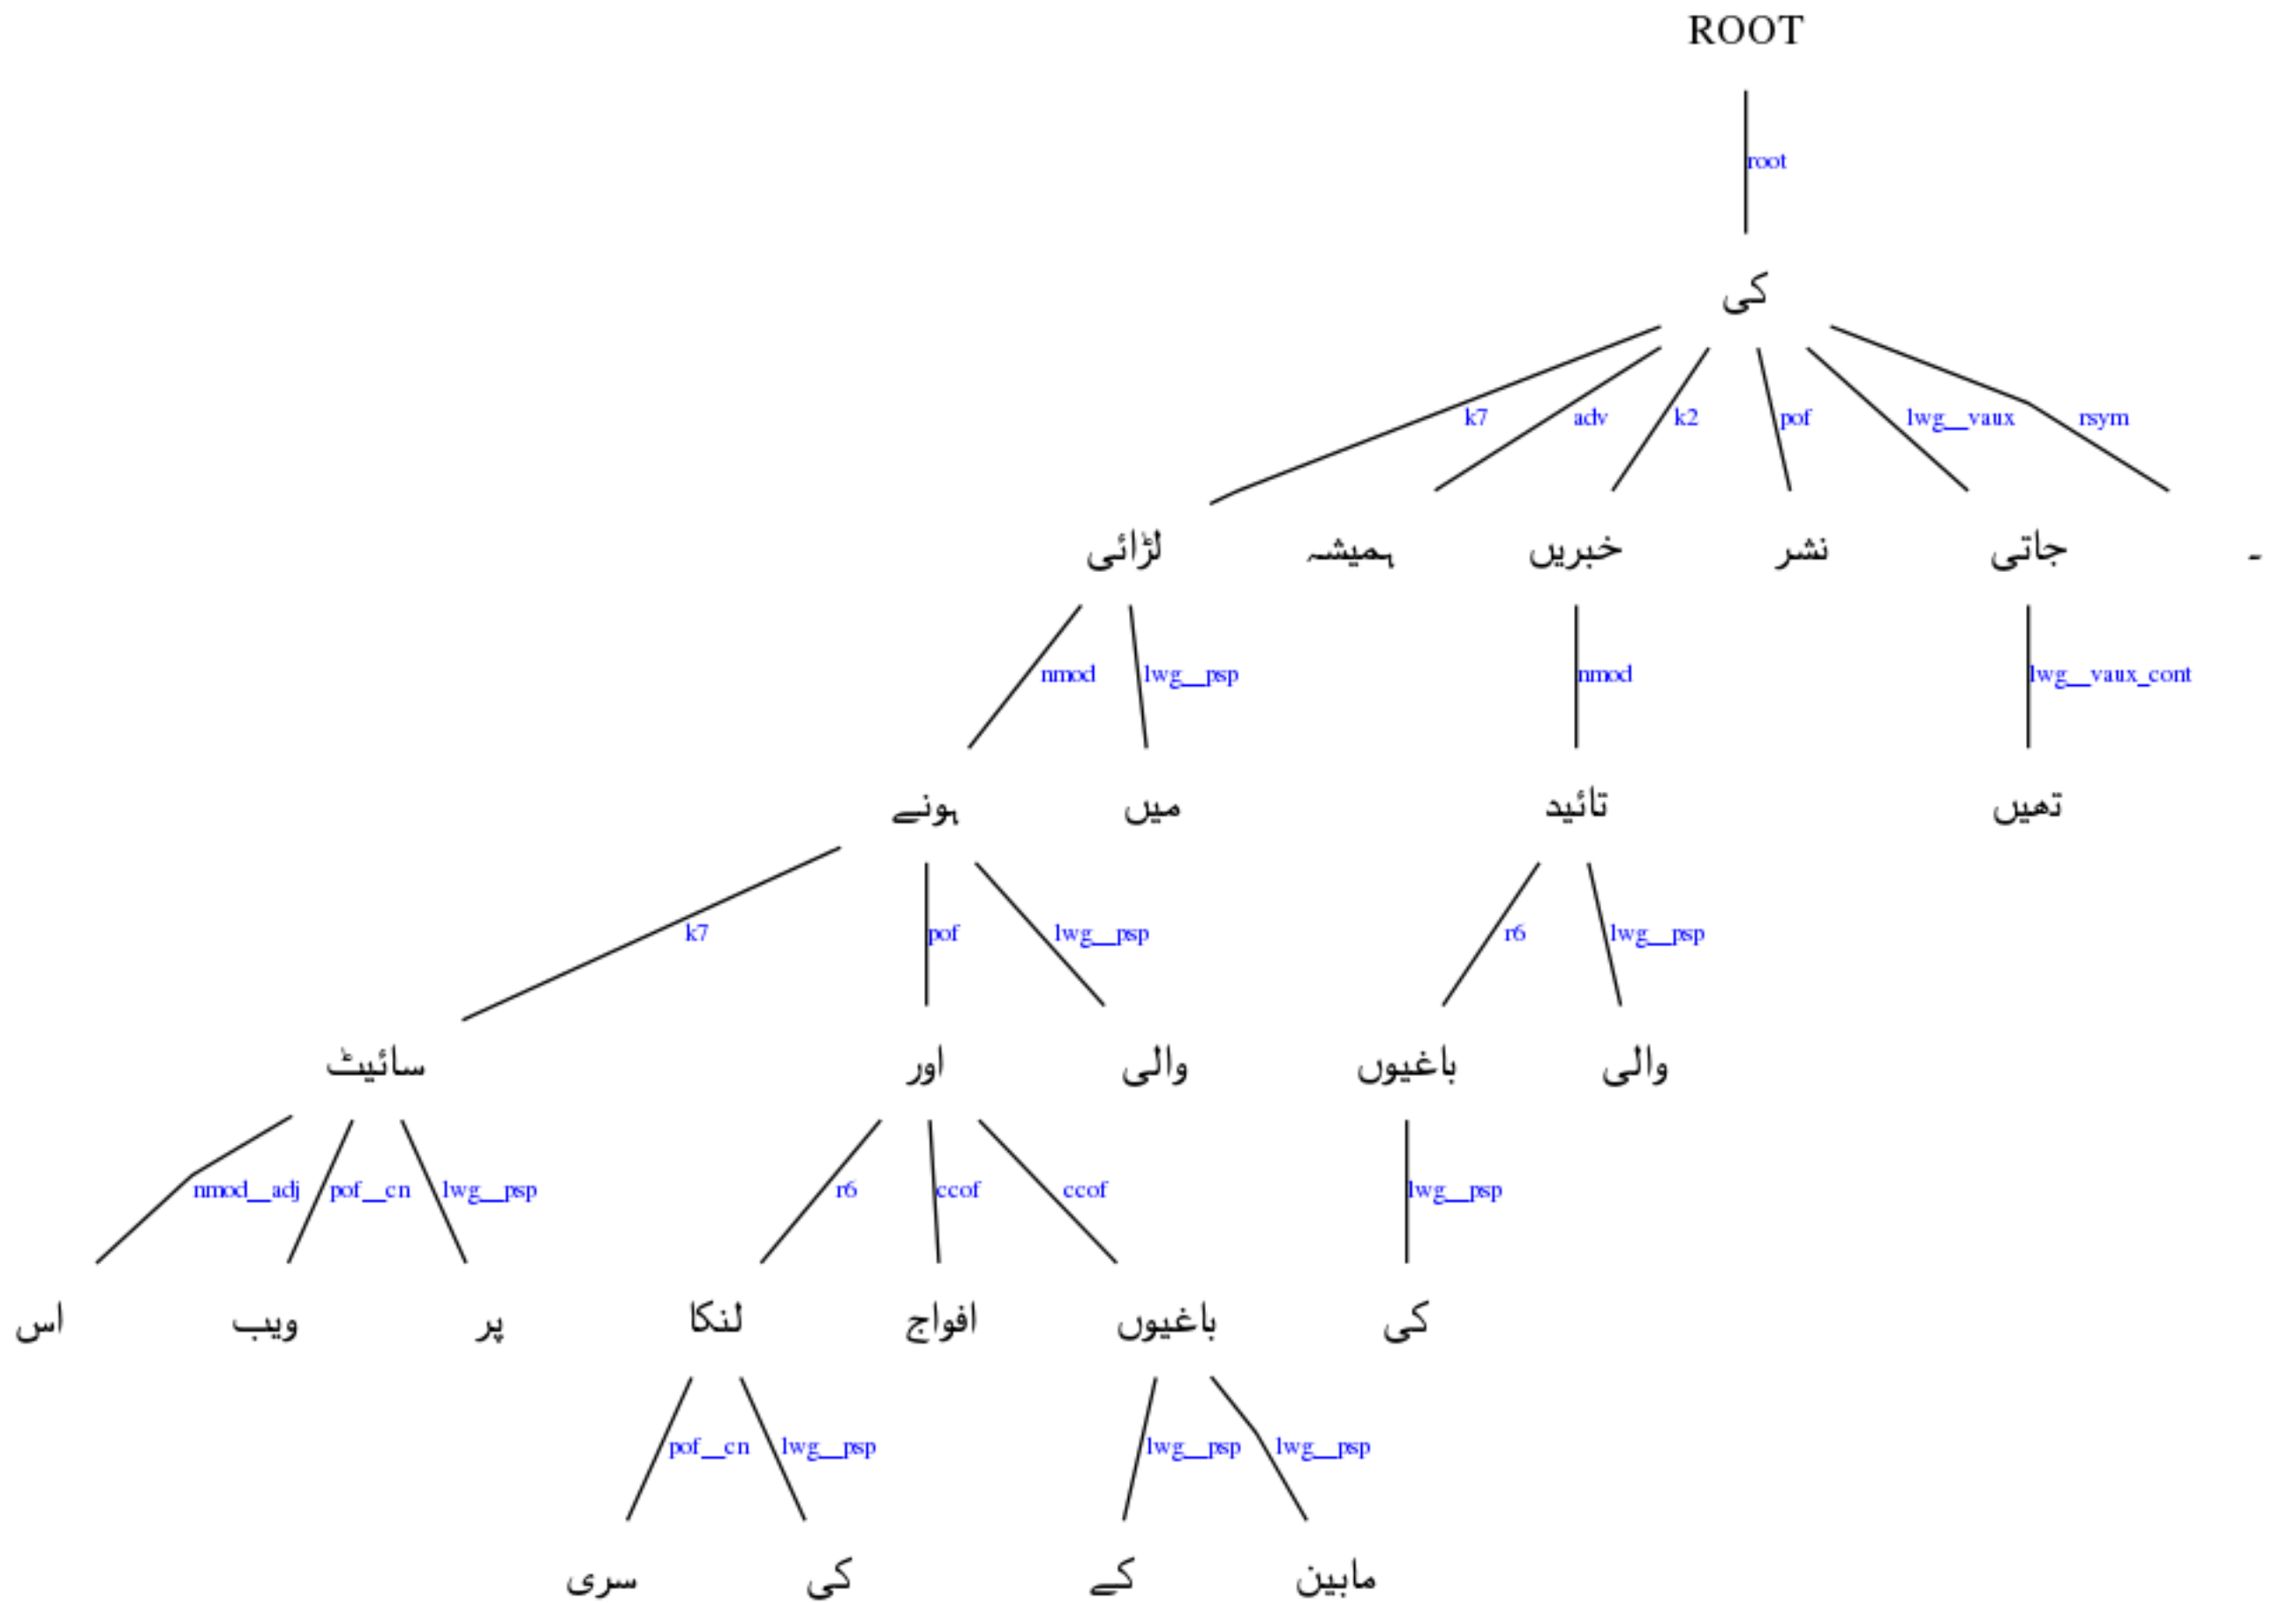 ROOT
root
کی
k7 adv k2 pof lwg__vaux rsym
لڑائی ہمیشہ خبریں نشر جاتی ۔
nmod lwg__psp nmod lwg__vaux_cont
ہونے میں تائید تھیں
k7 pof lwg__psp r6 lwg__psp
سائیٹ اور والی باغیوں والی
nmod__adj pof__cn lwg__psp r6 ccof ccof lwg__psp
اس ویب پر لنکا افواج باغیوں کی
pof__cn lwg__psp lwg__psp lwg__psp
سری کی کے مابین